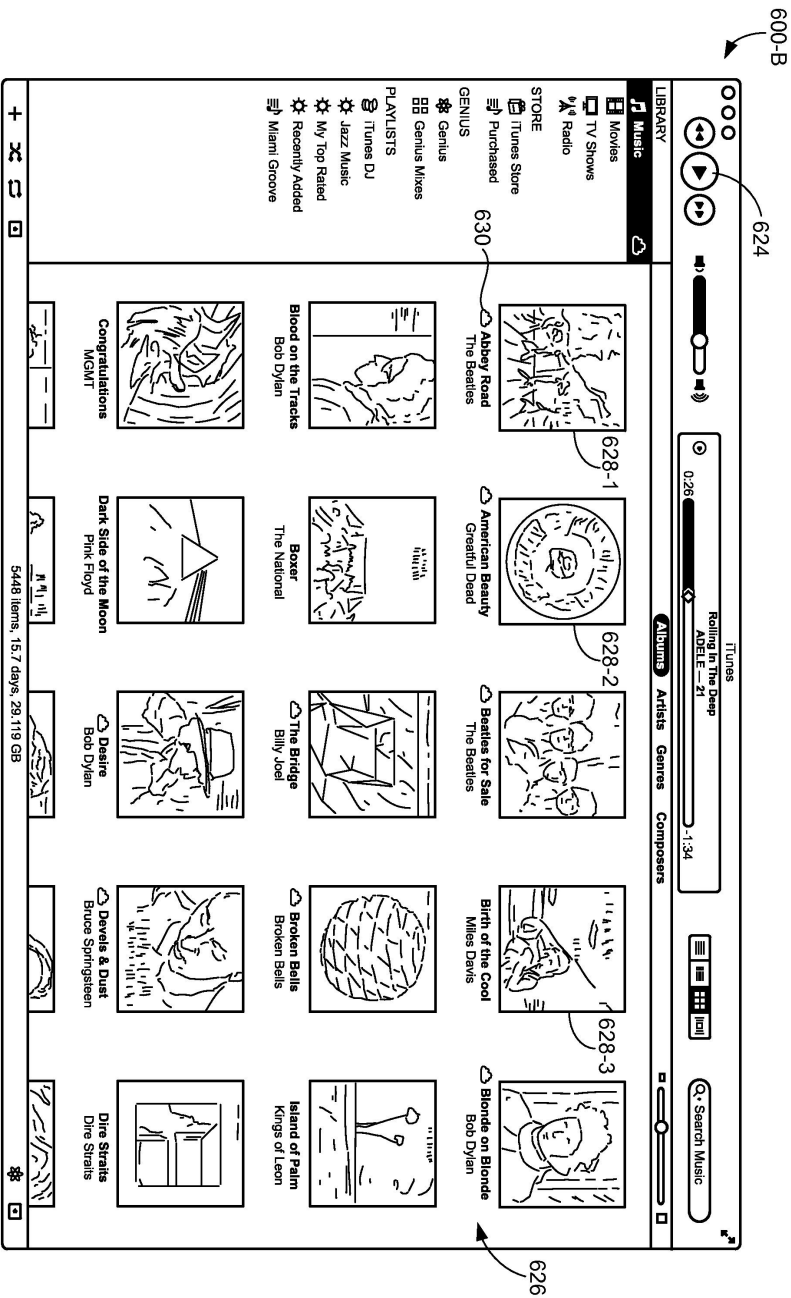 600-B
624
iTunes
Rolling In The Deep
ADELE — 21
0:26
-1:34
Search Music
LIBRARY
Music
Movies
TV Shows
Radio
STORE
iTunes Store
Purchased
GENIUS
Genius
Genius Mixes
PLAYLISTS
iTunes DJ
Jazz Music
My Top Rated
Recently Added
Miami Groove
Albums Artists Genres Composers
628-1
628-2
628-3
626
630
Abbey Road
The Beatles
American Beauty
Greatful Dead
Beatles for Sale
The Beatles
Birth of the Cool
Miles Davis
Blonde on Blonde
Bob Dylan
Blood on the Tracks
Bob Dylan
Boxer
The National
The Bridge
Billy Joel
Broken Bells
Broken Bells
Island of Palm
Kings of Leon
Congratulations
MGMT
Dark Side of the Moon
Pink Floyd
Desire
Bob Dylan
Devels & Dust
Bruce Springsteen
Dire Straits
Dire Straits
5448 items, 15.7 days, 29.119 GB